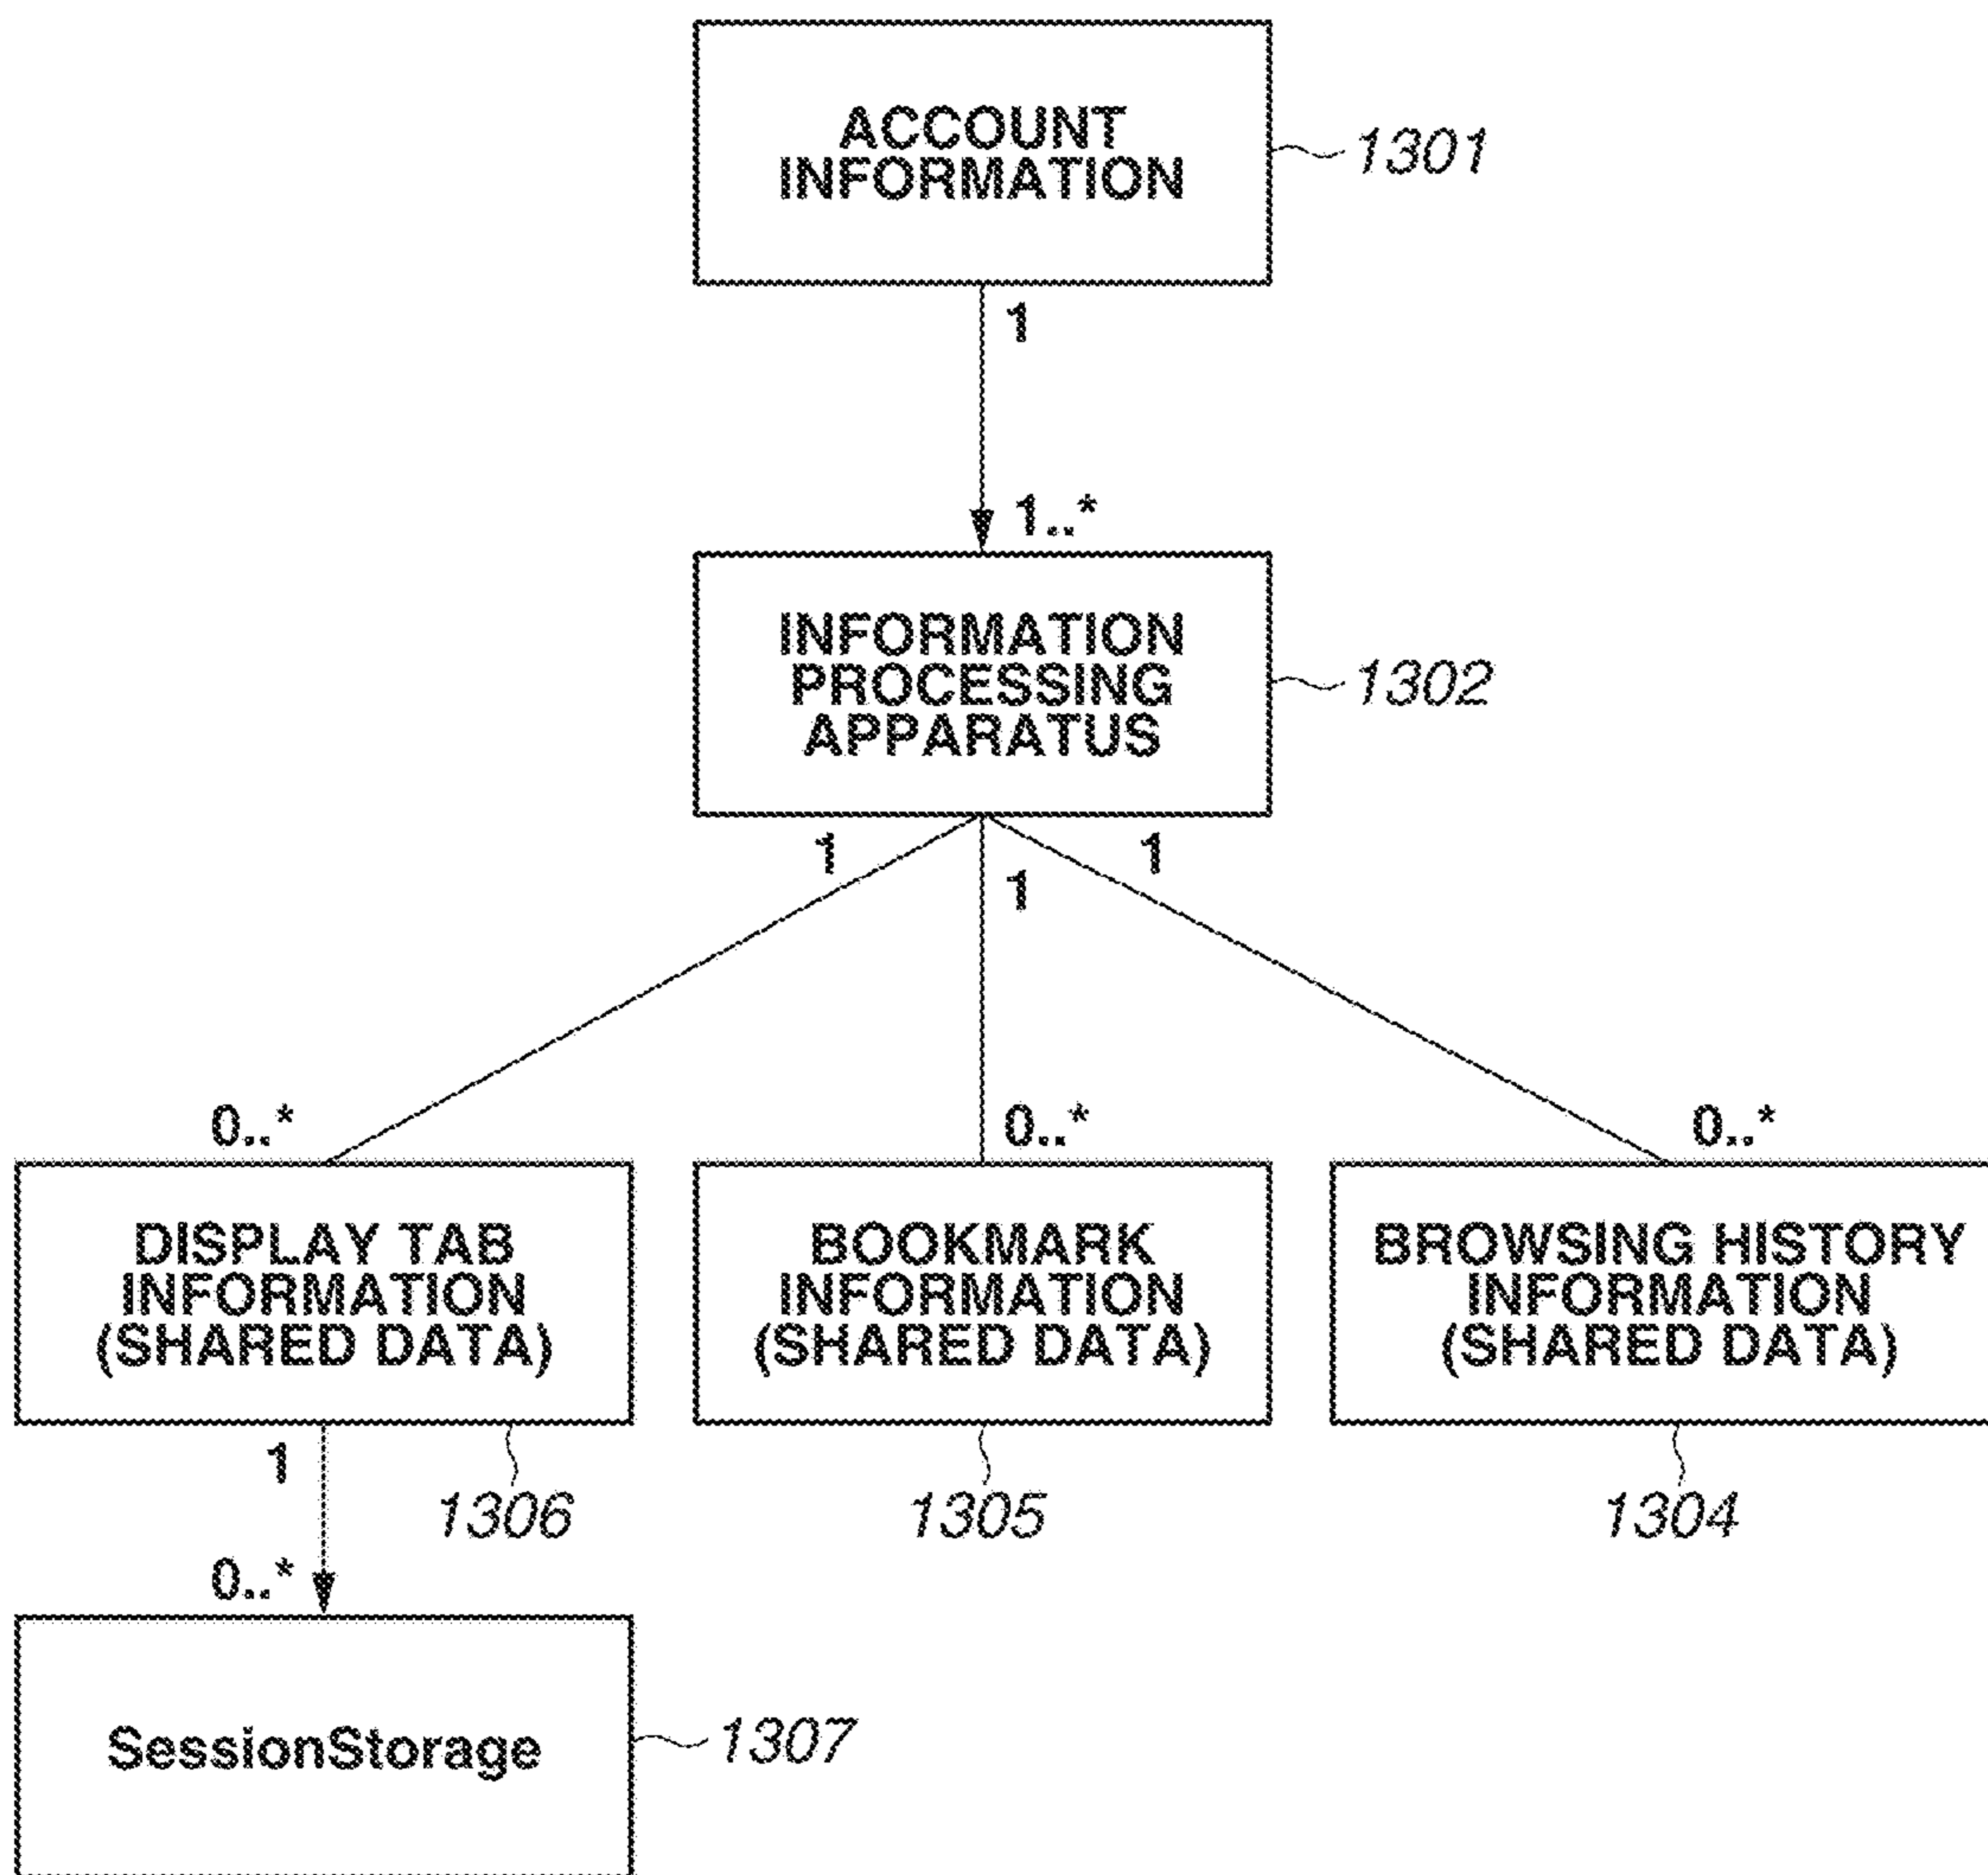 ACCOUNT
INFORMATION
1301
1
1..*
INFORMATION
PROCESSING
APPARATUS
1302
1
1
1
0..*
0..*
0..*
DISPLAY TAB
INFORMATION
(SHARED DATA)
BOOKMARK
INFORMATION
(SHARED DATA)
BROWSING HISTORY
INFORMATION
(SHARED DATA)
1
1306
1305
1304
0..*
SessionStorage
1307